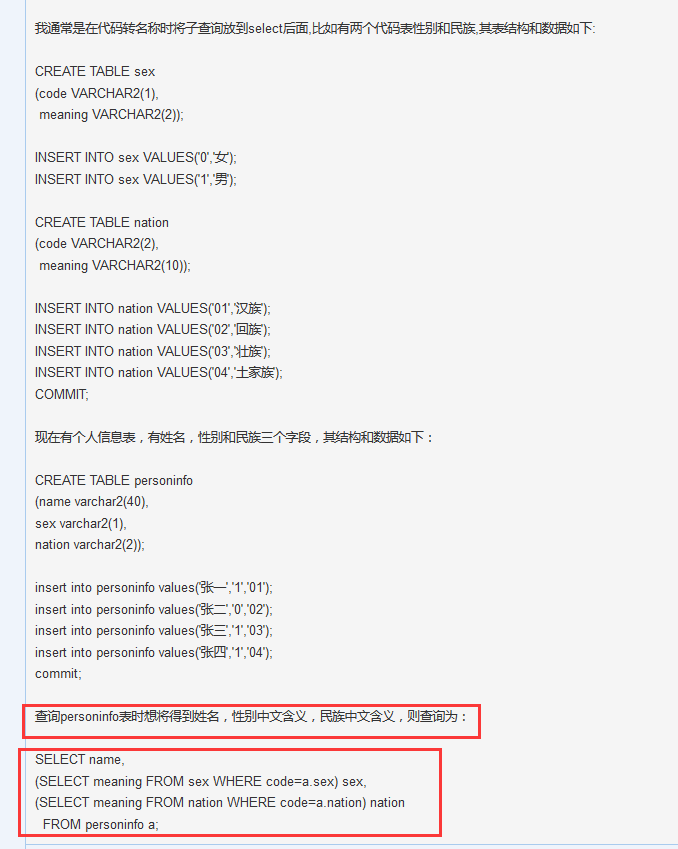 我通常是在代码转名称时将子查询放到select后面,比如有两个代码表性别和民族,其表结构和数据如下:
CREATE TABLE sex
(code VARCHAR2(1),
meaning VARCHAR2(2));
INSERT INTO sex VALUES('0','女');
INSERT INTO sex VALUES('1','男');
CREATE TABLE nation
(code VARCHAR2(2),
meaning VARCHAR2(10));
INSERT INTO nation VALUES('01','汉族');
INSERT INTO nation VALUES('02','回族');
INSERT INTO nation VALUES('03','壮族');
INSERT INTO nation VALUES('04','土家族');
COMMIT;
现在有个人信息表，有姓名，性别和民族三个字段，其结构和数据如下：
CREATE TABLE personinfo
(name varchar2(40),
sex varchar2(1),
nation varchar2(2));
insert into personinfo values('张一','1','01');
insert into personinfo values('张二','0','02');
insert into personinfo values('张三','1','03');
insert into personinfo values('张四','1','04');
commit;
查询personinfo表时想将得到姓名，性别中文含义，民族中文含义，则查询为：
SELECT name,
(SELECT meaning FROM sex WHERE code=a.sex) sex,
(SELECT meaning FROM nation WHERE code=a.nation) nation
FROM personinfo a;